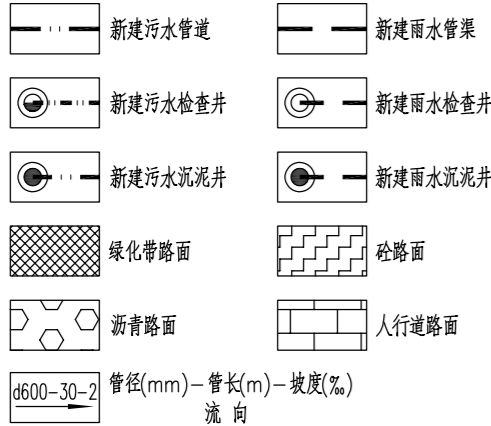 新建污水管道 新建雨水管渠
新建污水检查井 新建雨水检查井
新建污水沉泥井 新建雨水沉泥井
绿化带路面 砼路面
沥青路面 人行道路面
d600-30-2 管径(mm)-管长(m)-坡度(‰)
流向